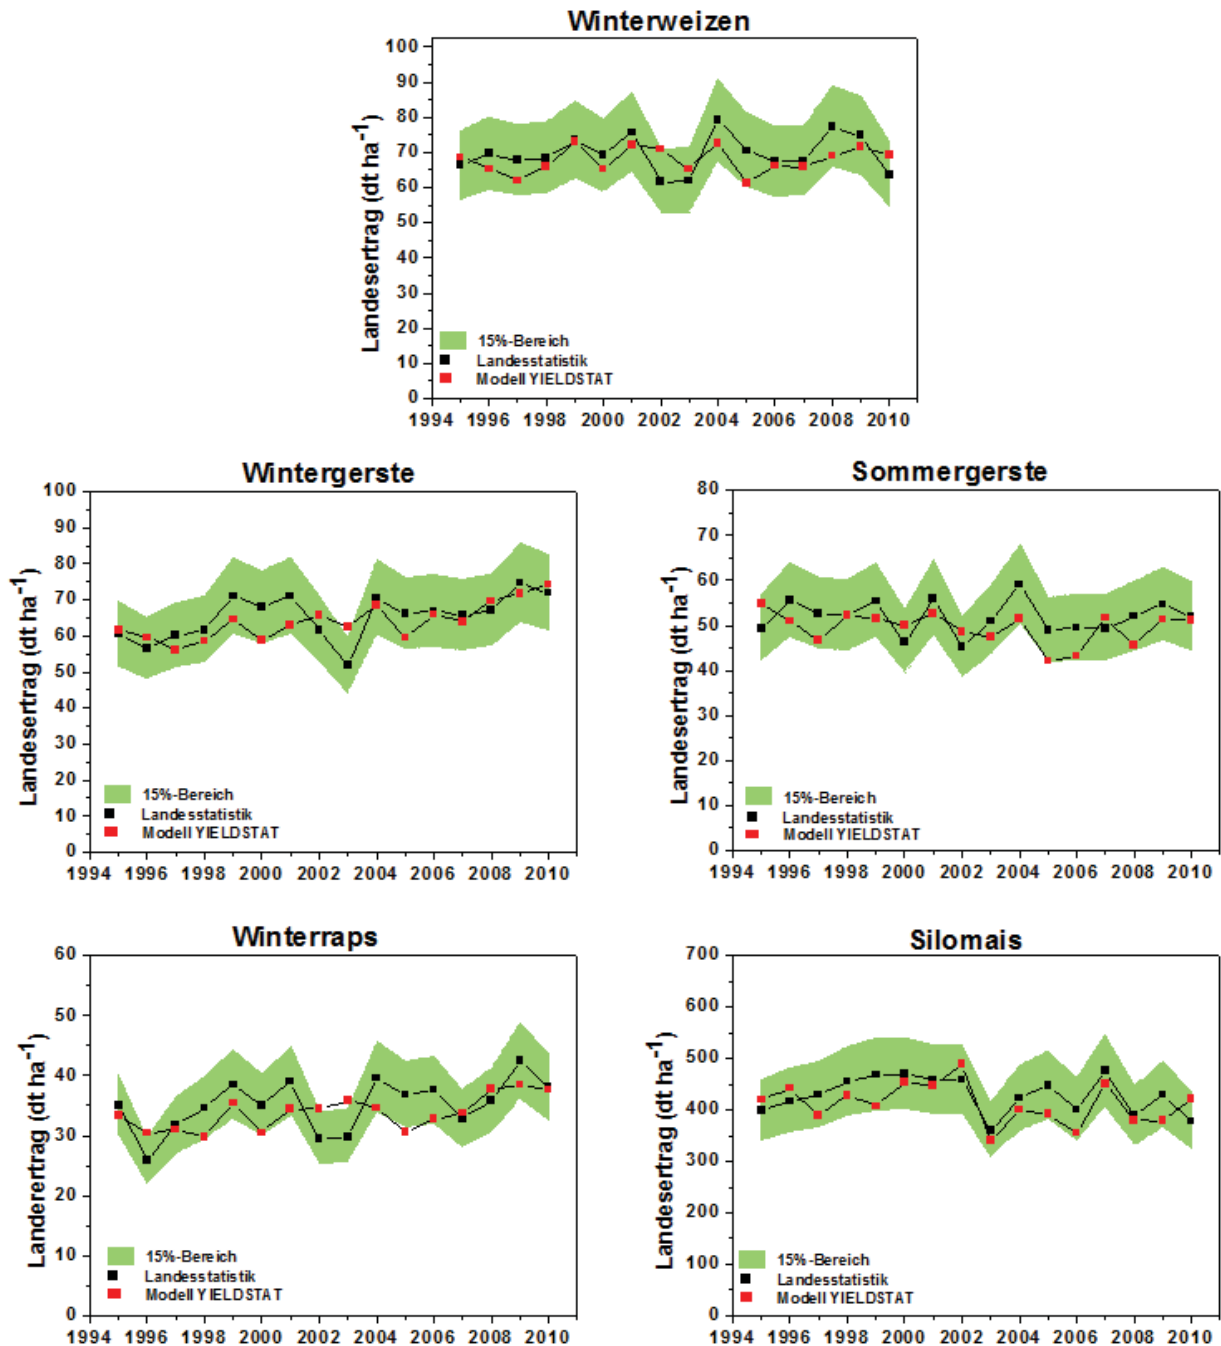 Winterweizen
Landesertrag (dt ha⁻¹)
100
90
80
70
60
50
40
30
20
10
0
15%-Bereich
Landesstatistik
Modell YIELDSTAT
1994 1996 1998 2000 2002 2004 2006 2008 2010
Wintergerste
Landesertrag (dt ha⁻¹)
100
90
80
70
60
50
40
30
20
10
0
15%-Bereich
Landesstatistik
Modell YIELDSTAT
1994 1996 1998 2000 2002 2004 2006 2008 2010
Sommergerste
Landesertrag (dt ha⁻¹)
80
70
60
50
40
30
20
10
0
15%-Bereich
Landesstatistik
Modell YIELDSTAT
1994 1996 1998 2000 2002 2004 2006 2008 2010
Winterraps
Landerertrag (dt ha⁻¹)
60
50
40
30
20
10
0
15%-Bereich
Landesstatistik
Modell YIELDSTAT
1994 1996 1998 2000 2002 2004 2006 2008 2010
Silomais
Landesertrag (dt ha⁻¹)
700
600
500
400
300
200
100
0
15%-Bereich
Landesstatistik
Modell YIELDSTAT
1994 1996 1998 2000 2002 2004 2006 2008 2010